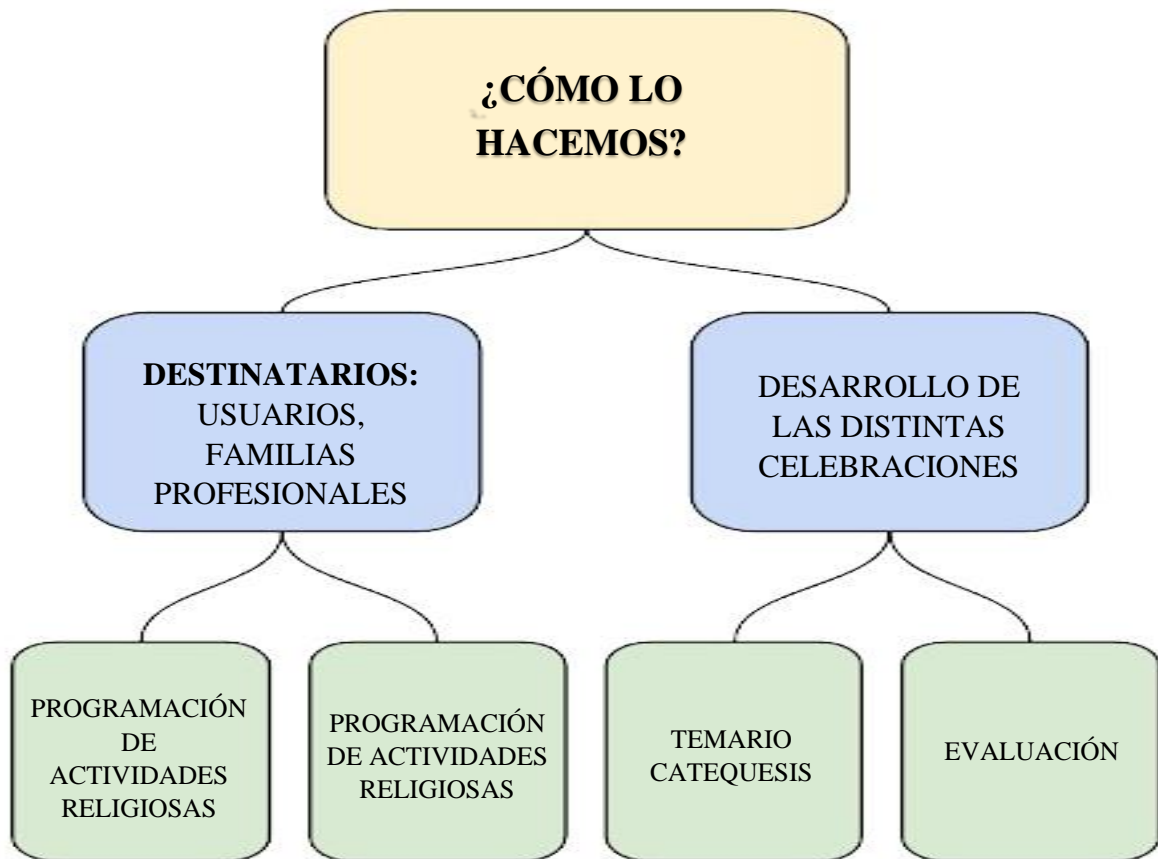 ¿CÓMO LO
HACEMOS?
DESTINATARIOS:
USUARIOS,
FAMILIAS
PROFESIONALES
DESARROLLO DE
LAS DISTINTAS
CELEBRACIONES
PROGRAMACIÓN
DE
ACTIVIDADES
RELIGIOSAS
PROGRAMACIÓN
DE ACTIVIDADES
RELIGIOSAS
TEMARIO
CATEQUESIS
EVALUACIÓN